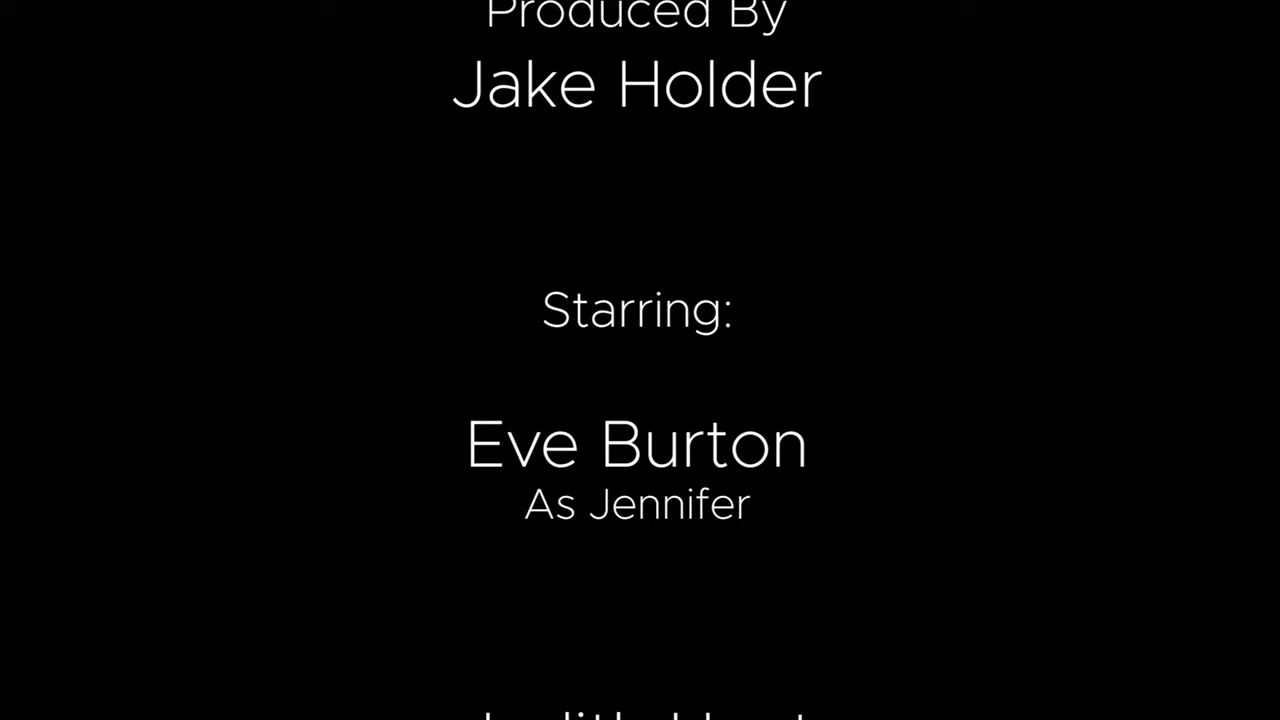 Produced By
Jake Holder
Starring:
Eve Burton
As Jennifer